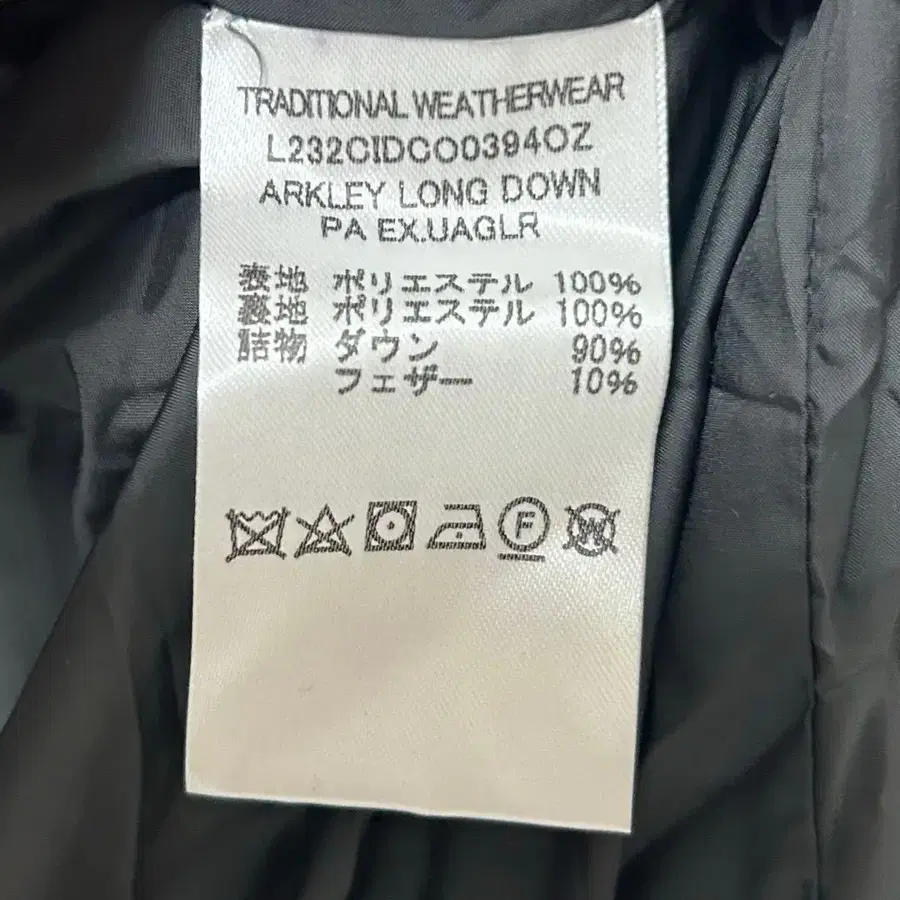 TRADITIONAL WEATHERWEAR
L232CIDCO0394OZ
ARKLEY LONG DOWN
PA EX.UAGLR
表地 ポリエステル 100%
裏地 ポリエステル 100%
詰物 ダウン 90%
フェザー 10%
F W